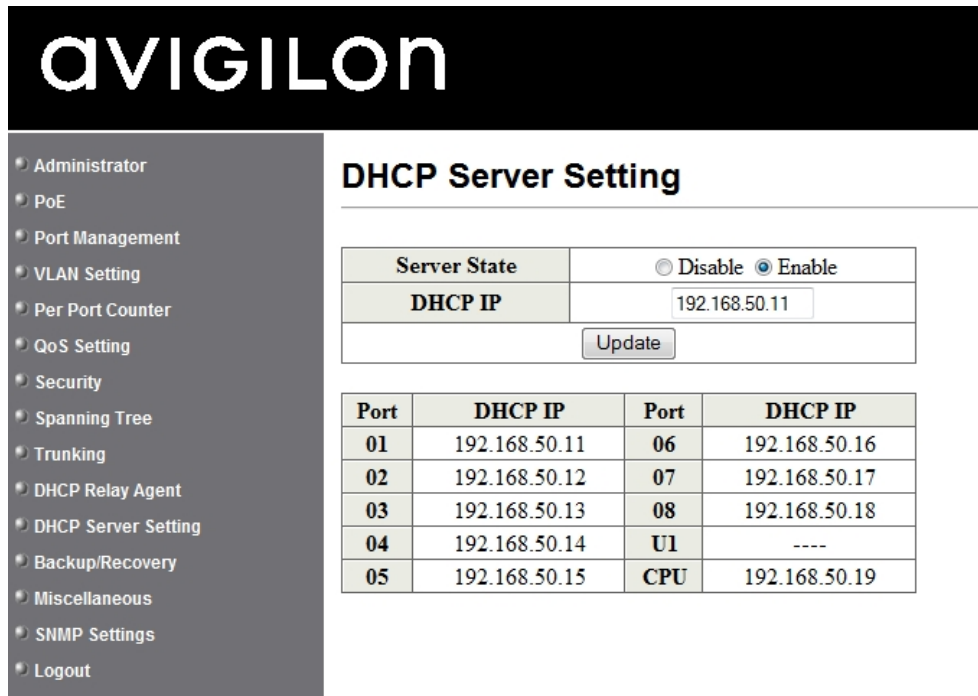 aVIGILON
Administrator
PoE
Port Management
VLAN Setting
Per Port Counter
QoS Setting
Security
Spanning Tree
Trunking
DHCP Relay Agent
DHCP Server Setting
Backup/Recovery
Miscellaneous
SNMP Settings
Logout
DHCP Server Setting
Server State Disable Enable
DHCP IP 192.168.50.11
Update
Port DHCP IP Port DHCP IP
01 192.168.50.11 06 192.168.50.16
02 192.168.50.12 07 192.168.50.17
03 192.168.50.13 08 192.168.50.18
04 192.168.50.14 U1 ----
05 192.168.50.15 CPU 192.168.50.19